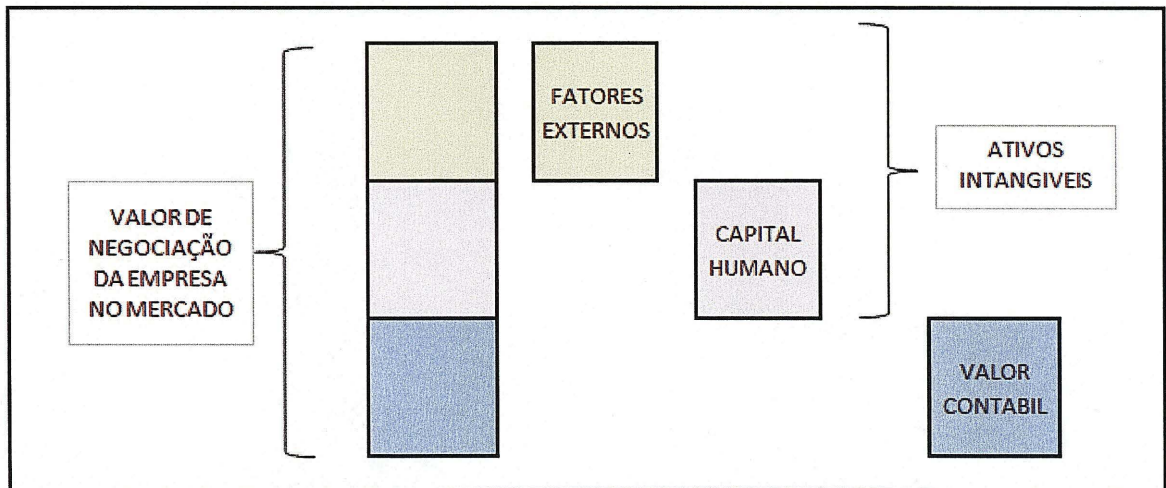 FATORES
EXTERNOS
ATIVOS
INTANGIVEIS
VALOR DE
NEGOCIAÇÃO
DA EMPRESA
NO MERCADO
CAPITAL
HUMANO
VALOR
CONTABIL